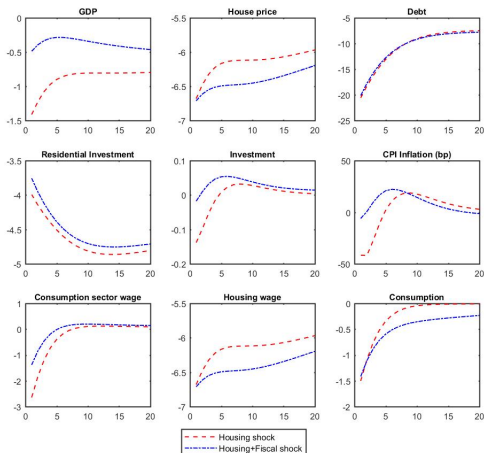 GDP
House price
Debt
0
-0.5
-1
-1.5
0 5 10 15 20
-5.5
-6
-6.5
-7
0 5 10 15 20
-5
-10
-15
-20
-25
0 5 10 15 20
Residential Investment
Investment
CPI Inflation (bp)
-3.5
-4
-4.5
-5
0 5 10 15 20
0.1
0
-0.1
-0.2
0 5 10 15 20
50
0
-50
0 5 10 15 20
Consumption sector wage
Housing wage
Consumption
1
0
-1
-2
-3
0 5 10 15 20
-5.5
-6
-6.5
-7
0 5 10 15 20
0
-0.5
-1
-1.5
-2
0 5 10 15 20
Housing shock
Housing+Fiscal shock